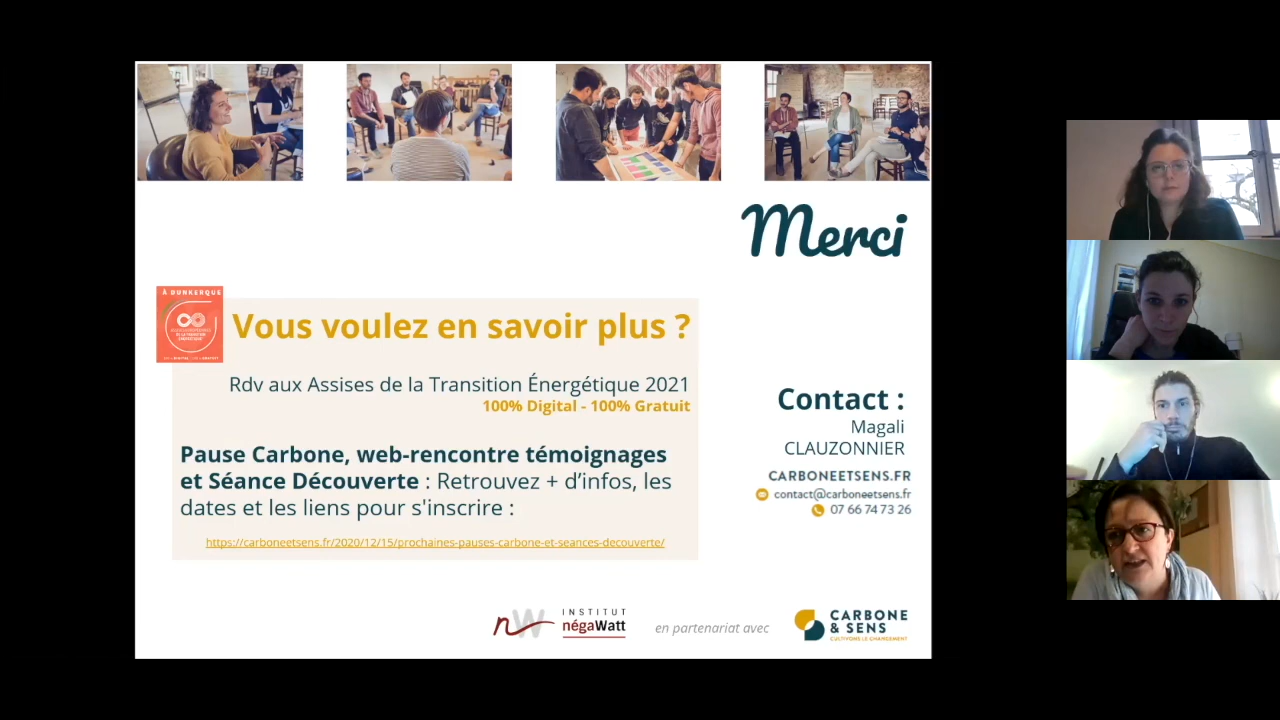 Merci
À DUNKERQUE
Vous voulez en savoir plus ?
Rdv aux Assises de la Transition Énergétique 2021
100% Digital - 100% Gratuit
Pause Carbone, web-rencontre témoignages
et Séance Découverte : Retrouvez + d'infos, les
dates et les liens pour s'inscrire :
https://carboneetsens.fr/2020/12/15/prochaines-pauses-carbone-et-seances-decouverte/
Contact :
Magali
CLAUZONNIER
CARBONEETSENS.FR
contact@carboneetsens.fr
07 66 74 73 26
nW INSTITUT
négaWatt
en partenariat avec
CARBONE
& SENS
CULTIVONS LE CHANGEMENT